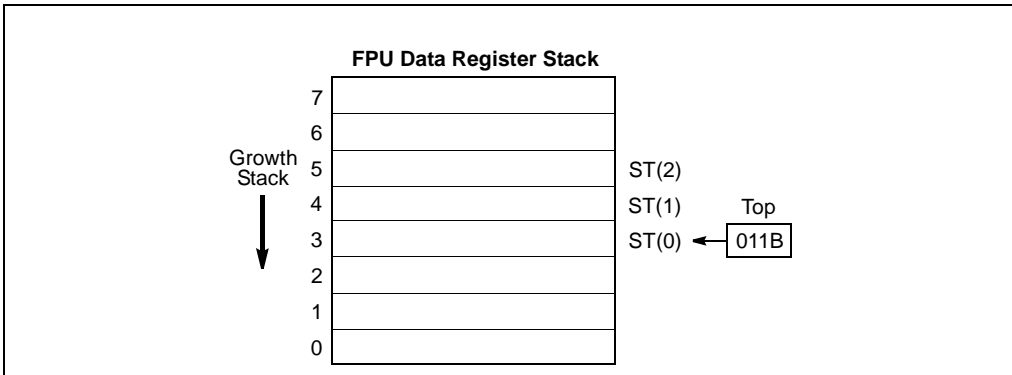 FPU Data Register Stack
7
6
Growth
Stack
5
ST(2)
4
ST(1)
Top
3
ST(0)
011B
2
1
0